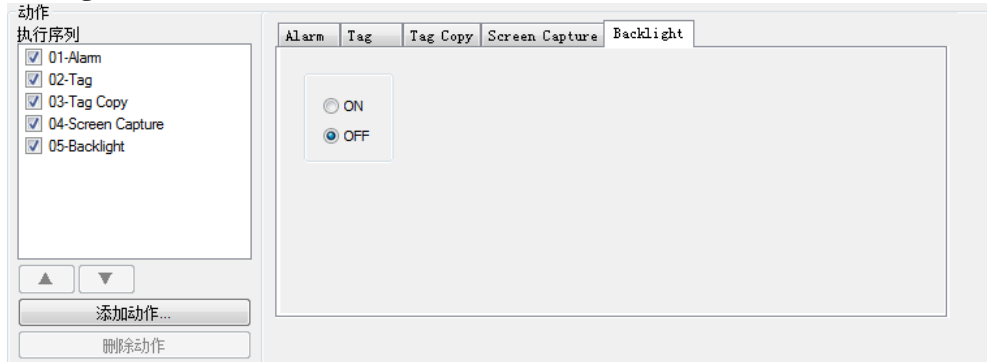 动作
执行序列
01-Alarm
02-Tag
03-Tag Copy
04-Screen Capture
05-Backlight
添加动作...
删除动作
Alarm Tag Tag Copy Screen Capture Backlight
ON
OFF